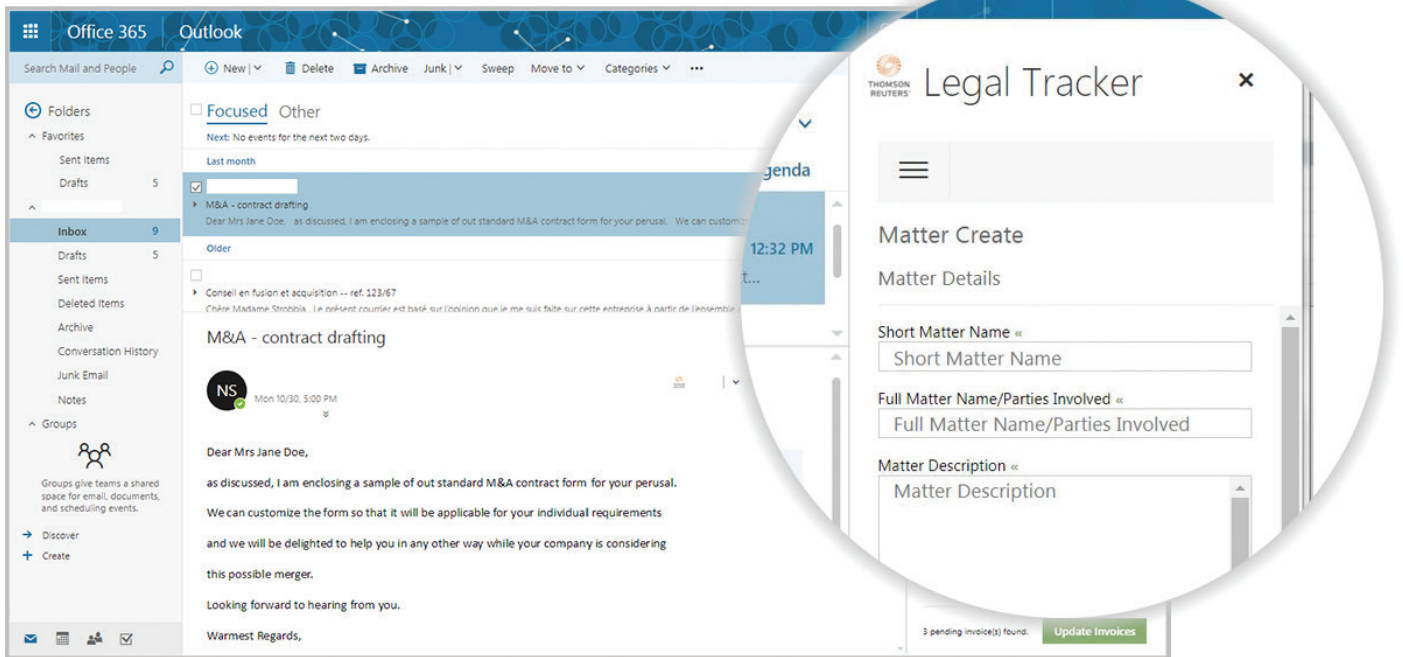 Office 365
Outlook
Search Mail and People
New
Delete
Archive
Junk
Sweep
Move to
Categories
Folders
Favorites
Sent Items
Drafts 5
Inbox 9
Drafts 5
Sent Items
Deleted Items
Archive
Conversation History
Junk Email
Notes
Groups
Groups give teams a shared
space for email, documents,
and scheduling events.
Discover
Create
Focused Other
Next: No events for the next two days.
genda
Last month
M&A - contract drafting
Dear Mrs Jane Doe, as discussed, I am enclosing a sample of out standard M&A contract form for your perusal. We can customiz
12:32 PM
t...
Older
Conseil en fusion et acquisition -- ref. 123/67
Chère Madame Strobbia, Le présent courrier est basé sur l'opinion que je me suis faite sur cette entreprise à partir de l'ensemble
M&A - contract drafting
NS
Mon 10/30, 5:00 PM
Dear Mrs Jane Doe,
as discussed, I am enclosing a sample of out standard M&A contract form for your perusal.
We can customize the form so that it will be applicable for your individual requirements
and we will be delighted to help you in any other way while your company is considering
this possible merger.
Looking forward to hearing from you.
Warmest Regards,
THOMSON
REUTERS
Legal Tracker
Matter Create
Matter Details
Short Matter Name «
Short Matter Name
Full Matter Name/Parties Involved «
Full Matter Name/Parties Involved
Matter Description «
Matter Description
3 pending invoice(s) found.
Update Invoices